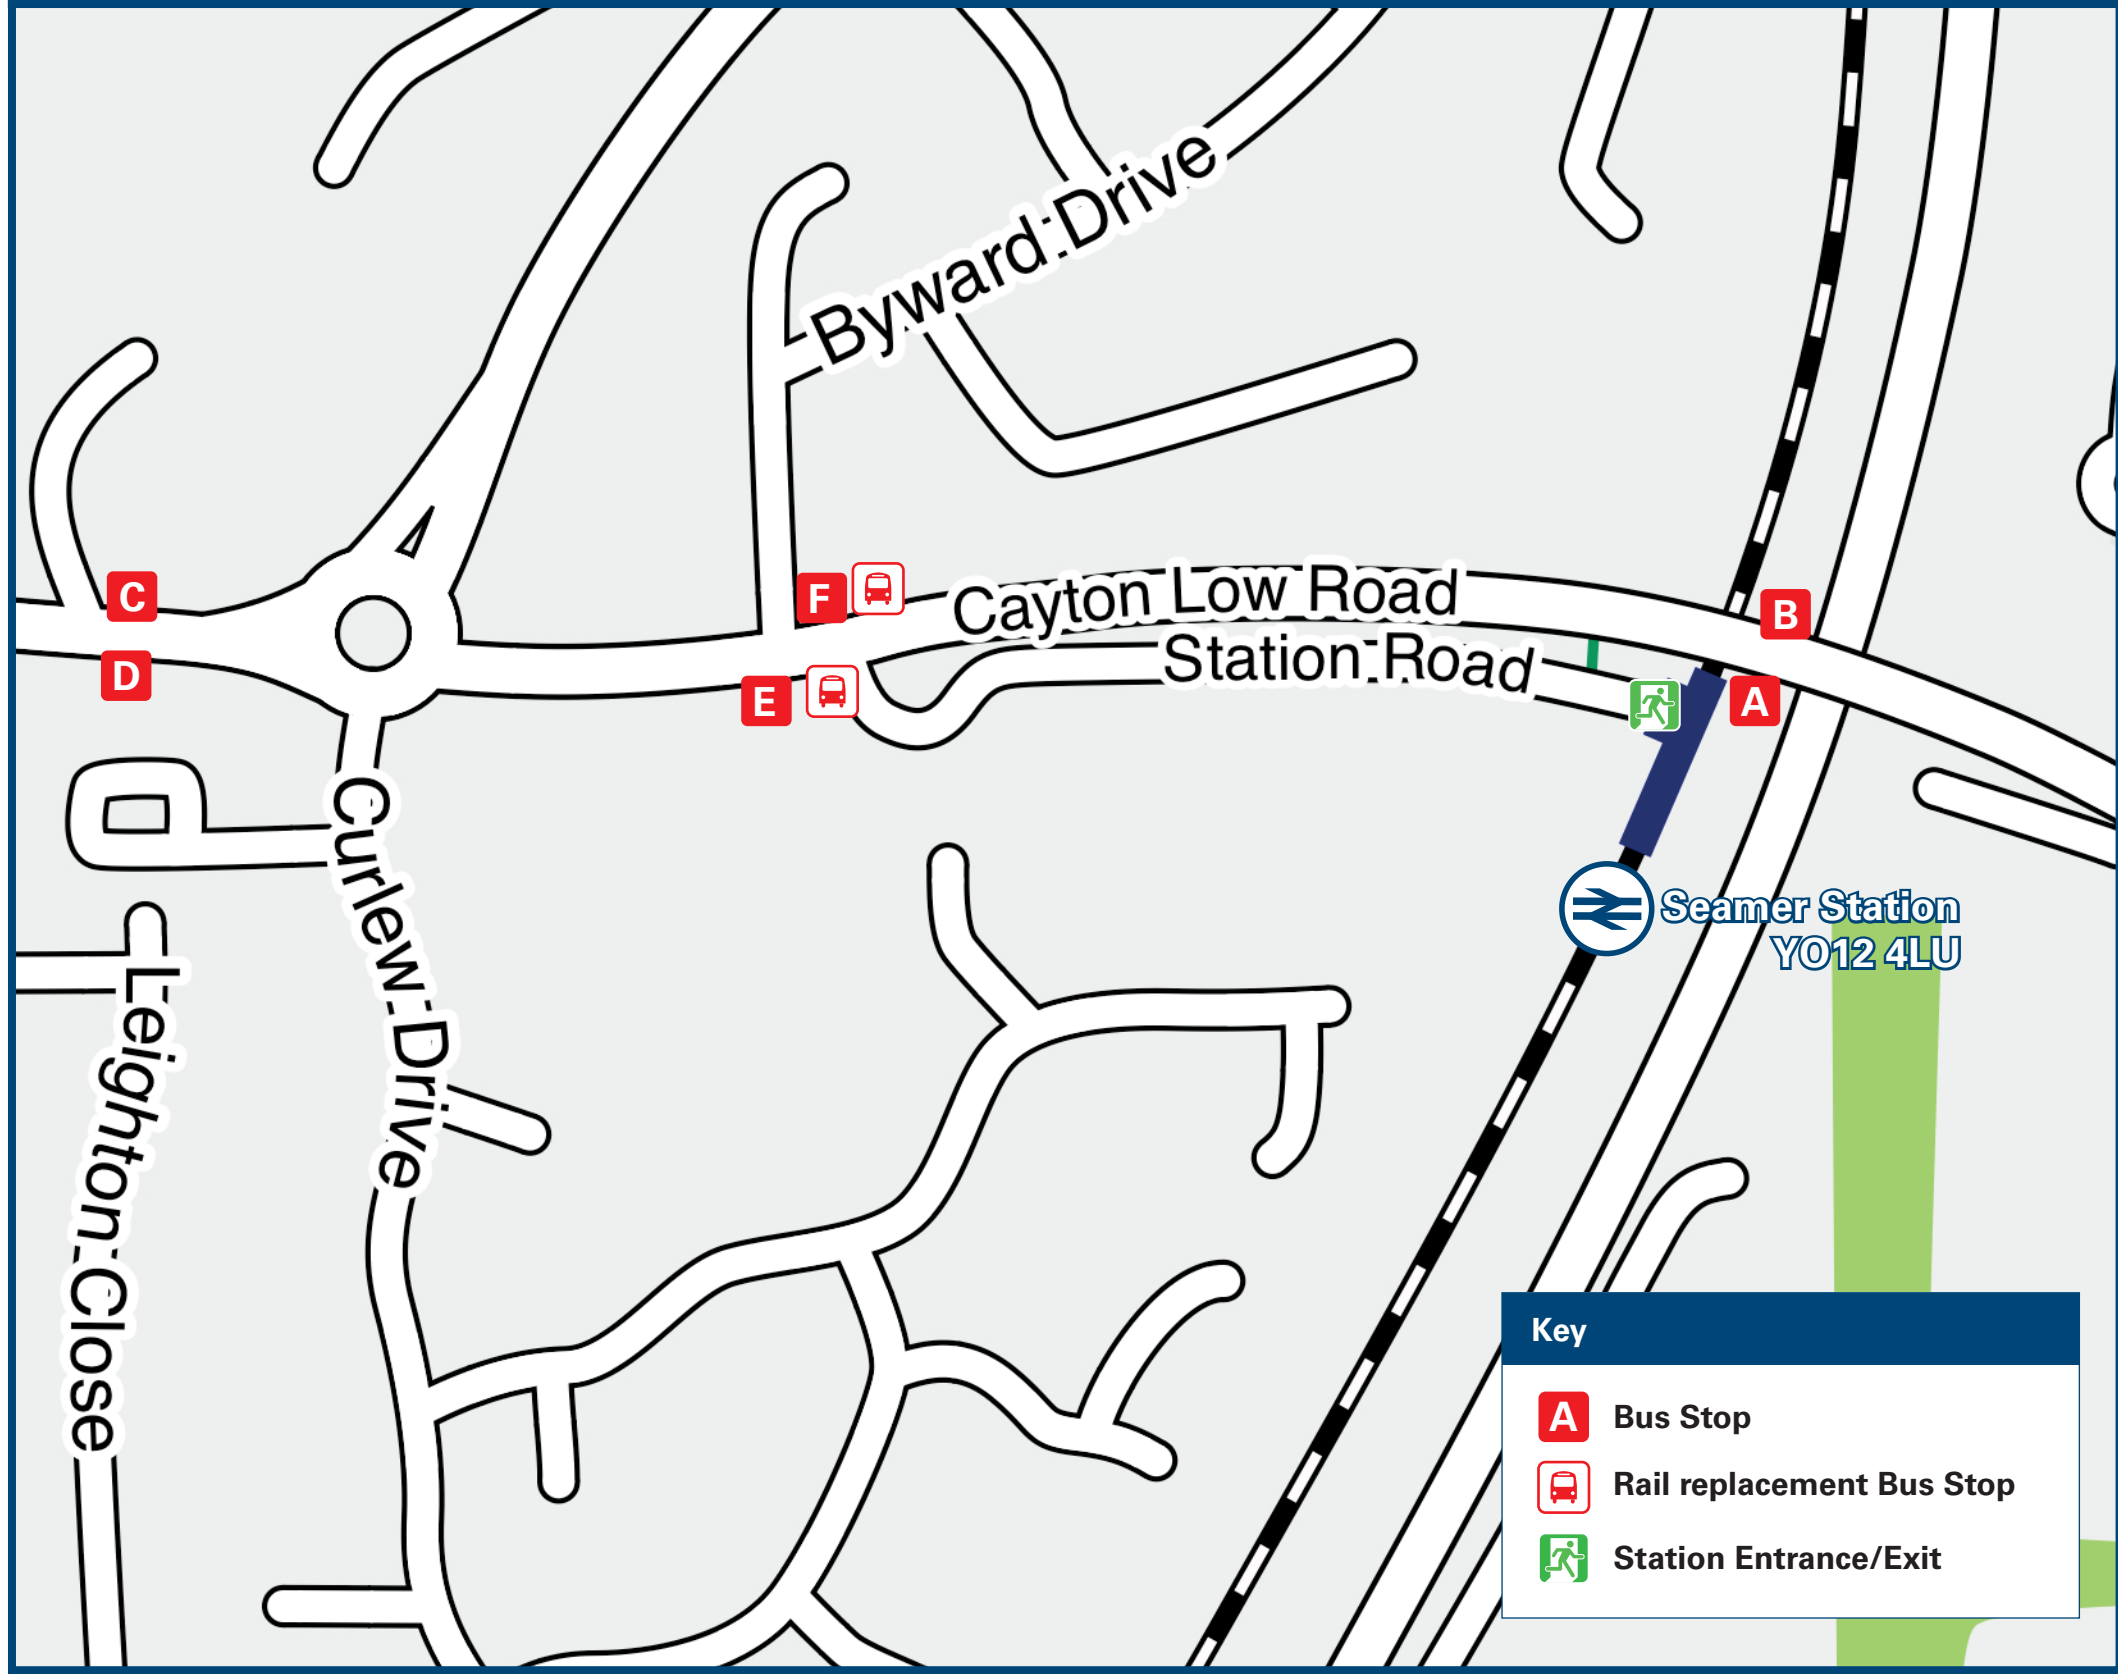 Byward Drive
C
F
Cayton Low Road
B
Station Road
D
E
A
Curlew Drive
Seamer Station
YO12 4LU
Leighton Close
Key
A Bus Stop
Rail replacement Bus Stop
Station Entrance/Exit